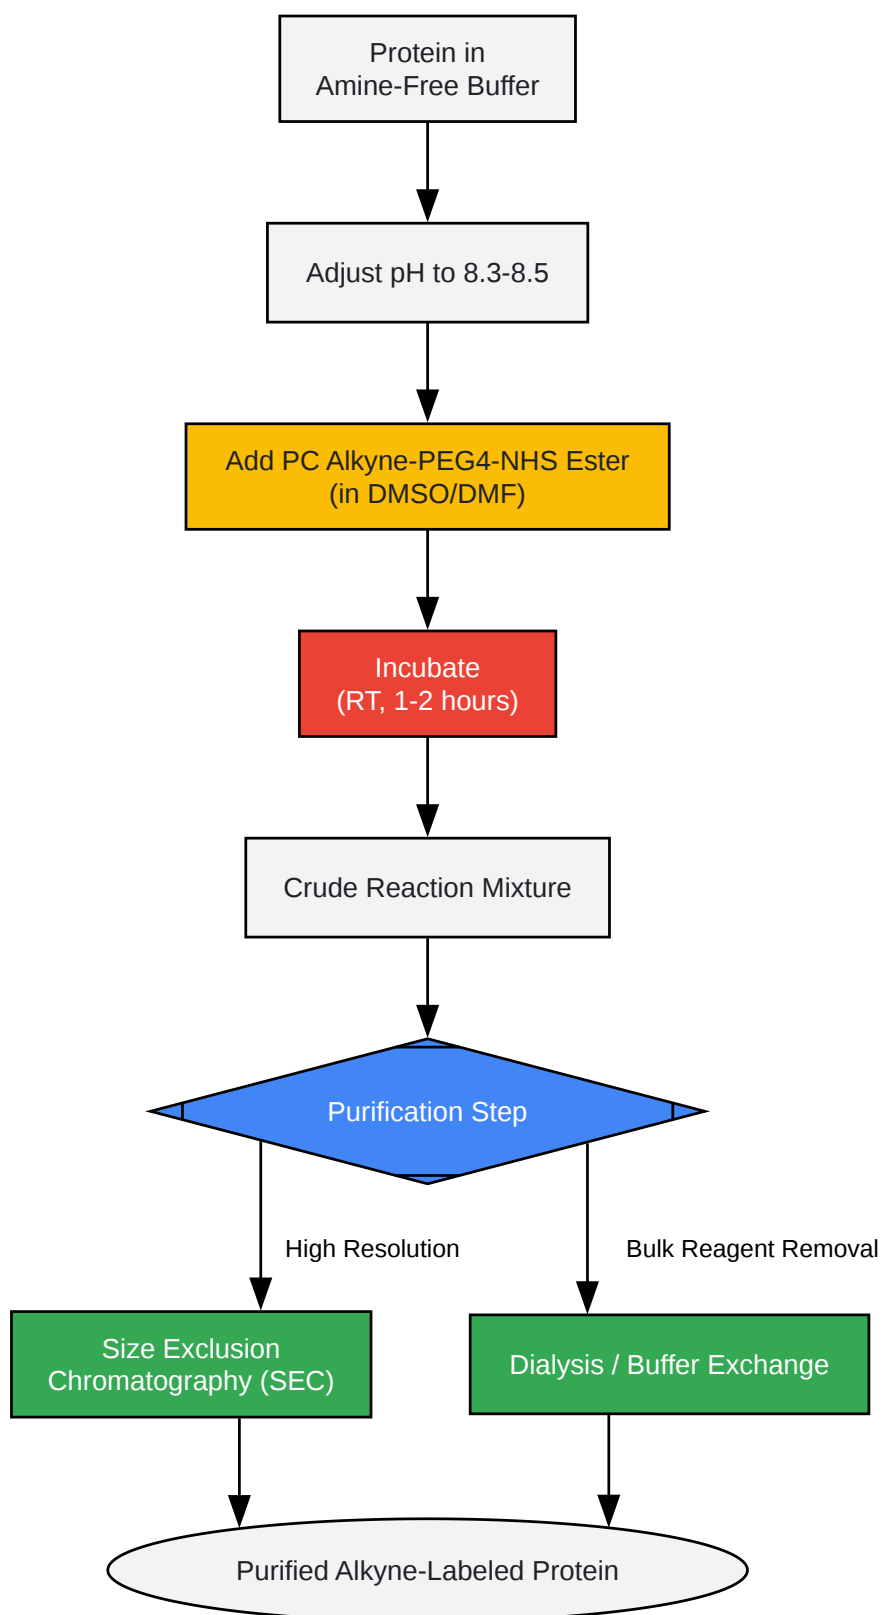 Protein in
Amine-Free Buffer
Adjust pH to 8.3-8.5
Add PC Alkyne-PEG4-NHS Ester
(in DMSO/DMF)
Incubate
(RT, 1-2 hours)
Crude Reaction Mixture
Purification Step
High Resolution
Bulk Reagent Removal
Size Exclusion
Chromatography (SEC)
Dialysis / Buffer Exchange
Purified Alkyne-Labeled Protein